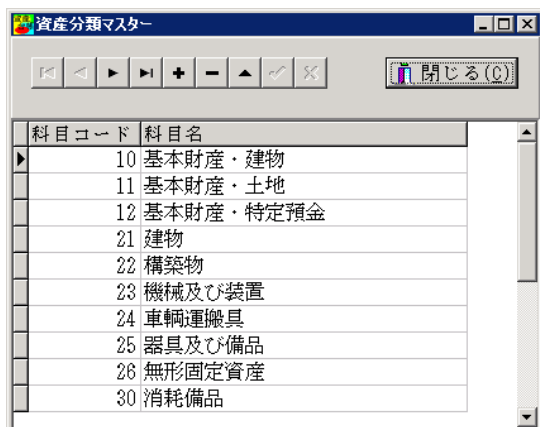 資産分類マスター
閉じる(C)
科目コード 科目名
10 基本財産・建物
11 基本財産・土地
12 基本財産・特定預金
21 建物
22 構築物
23 機械及び装置
24 車輌運搬具
25 器具及び備品
26 無形固定資産
30 消耗備品